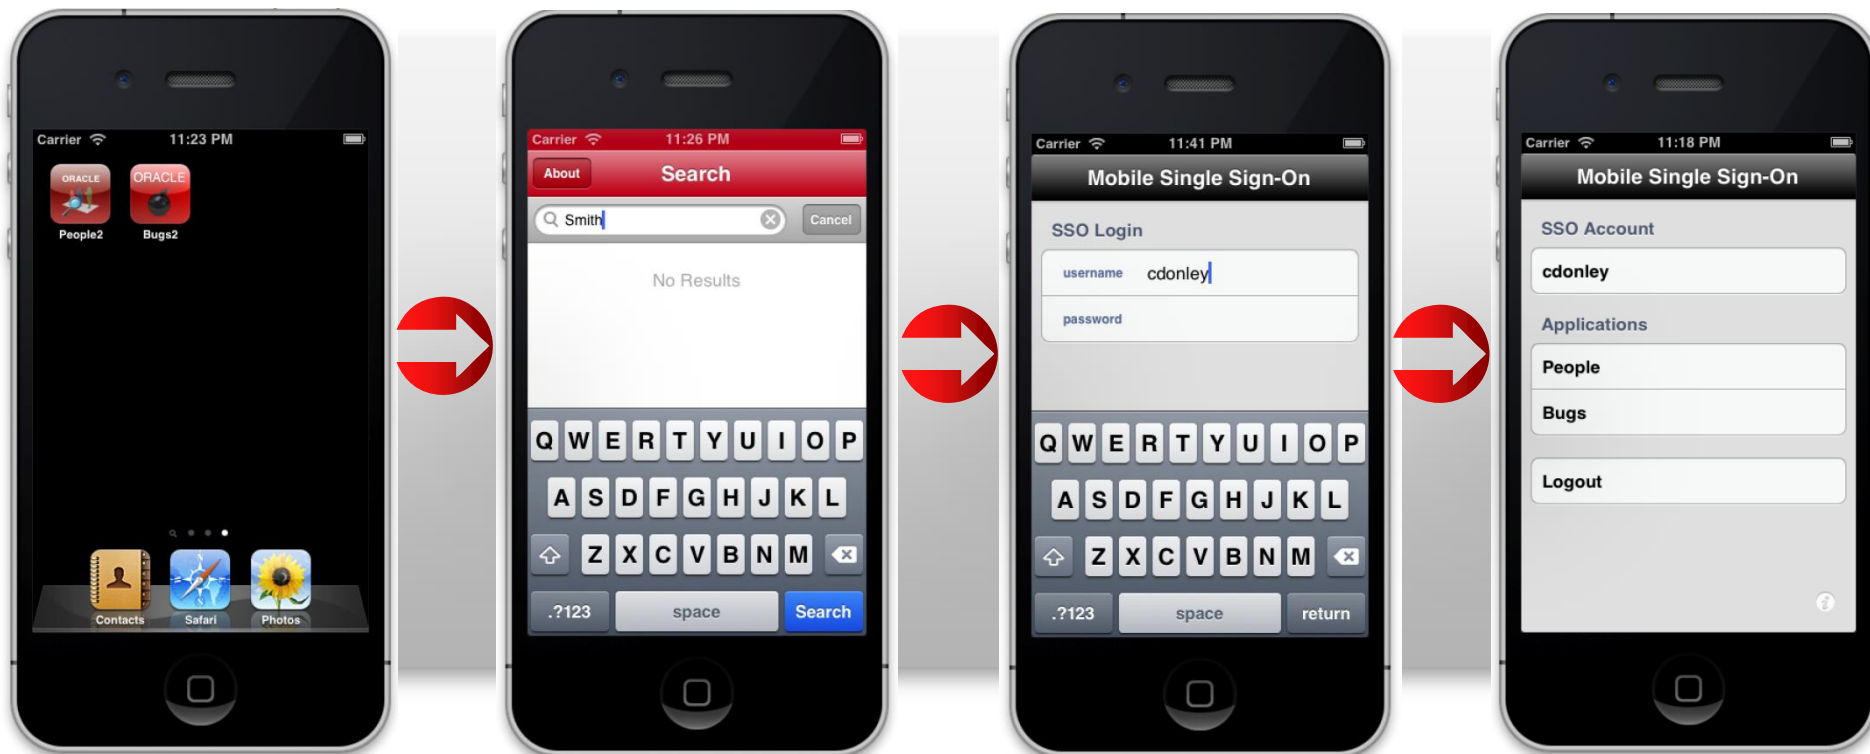 Carrier 11:23 PM
ORACLE ORACLE
People2 Bugs2
Contacts Safari Photos
Carrier 11:26 PM
About Search
Smith Cancel
No Results
Q W E R T Y U I O P
A S D F G H J K L
Z X C V B N M
.?123 space Search
Carrier 11:41 PM
Mobile Single Sign-On
SSO Login
username cdonley
password
Q W E R T Y U I O P
A S D F G H J K L
Z X C V B N M
.?123 space return
Carrier 11:18 PM
Mobile Single Sign-On
SSO Account
cdonley
Applications
People
Bugs
Logout